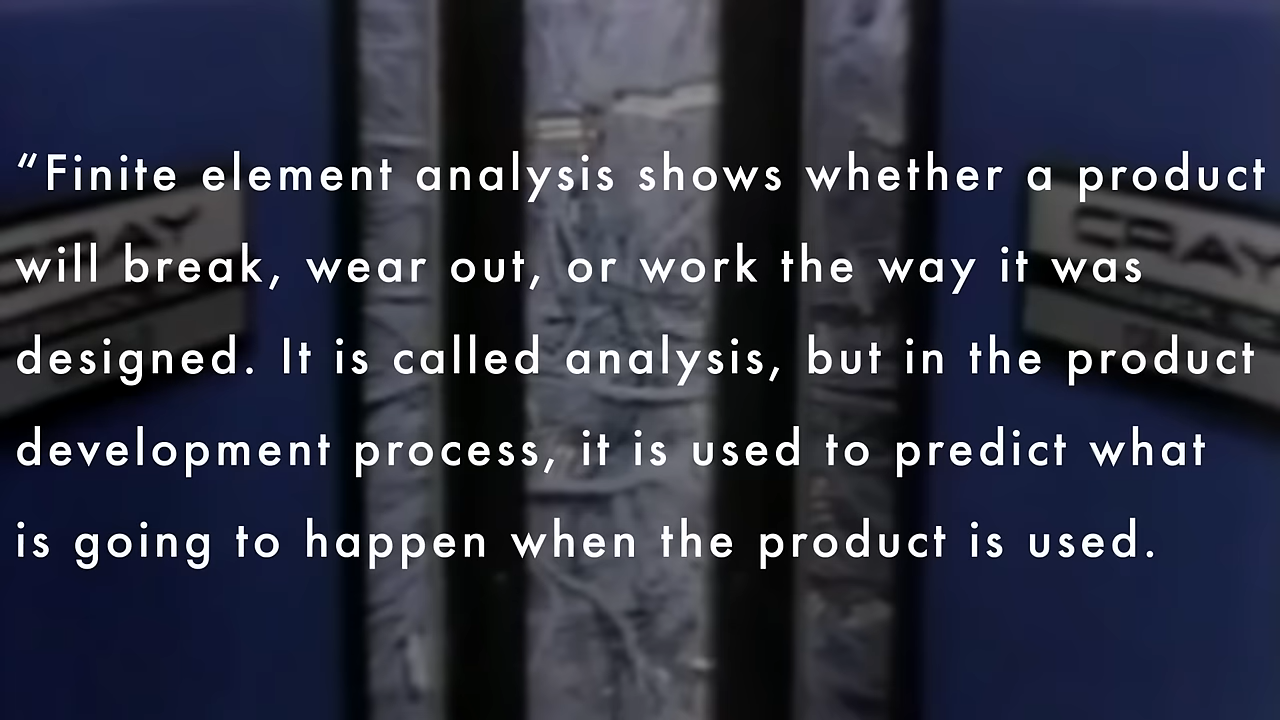 “Finite element analysis shows whether a product
will break, wear out, or work the way it was
designed. It is called analysis, but in the product
development process, it is used to predict what
is going to happen when the product is used.
CRAY
CRAY